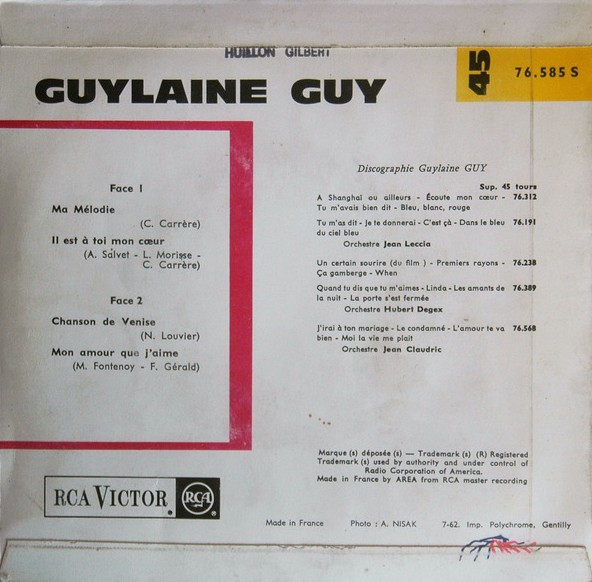 HUILLON GILBERT
GUYLAINE GUY
45
76.585 S
Face 1
Ma Mélodie
(C. Carrère)
Il est à toi mon cœur
(A. Salvet - L. Morisse -
C. Carrère)
Face 2
Chanson de Venise
(N. Louvier)
Mon amour que j'aime
(M. Fontenoy - F. Gérald)
Discographie Guylaine GUY
Sup. 45 tours
A Shanghaï ou ailleurs - Écoute mon cœur - 76.312
Tu m'avais bien dit - Bleu, blanc, rouge
Tu m'as dit - Je te donnerai - C'est çà - Dans le bleu 76.191
du ciel bleu
Orchestre Jean Leccia
Un certain sourire (du film ) - Premiers rayons - 76.238
Ça gamberge - When
Quand tu dis que tu m'aimes - Linda - Les amants de 76.389
la nuit - La porte s'est fermée
Orchestre Hubert Degex
J'irai à ton mariage - Le condamné - L'amour te va 76.568
bien - Moi la vie me plait
Orchestre Jean Claudric
Marque (s) déposée (s) — Trademark (s) (R) Registered
Trademark (s) used by authority and under control of
Radio Corporation of America.
Made in France by AREA from RCA master recording
RCA VICTOR
RCA
Made in France Photo : A. NISAK 7-62. Imp. Polychrome, Gentilly